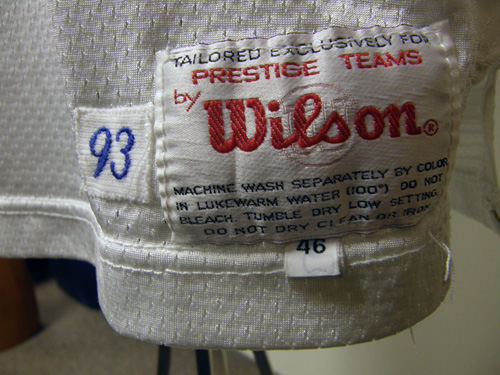 TAILORED EXCLUSIVELY FOR
PRESTIGE TEAMS
by Wilson®
93
MACHINE WASH SEPARATELY BY COLOR
IN LUKEWARM WATER (100°) DO NOT
BLEACH. TUMBLE DRY LOW SETTING.
DO NOT DRY CLEAN OR IRON
46